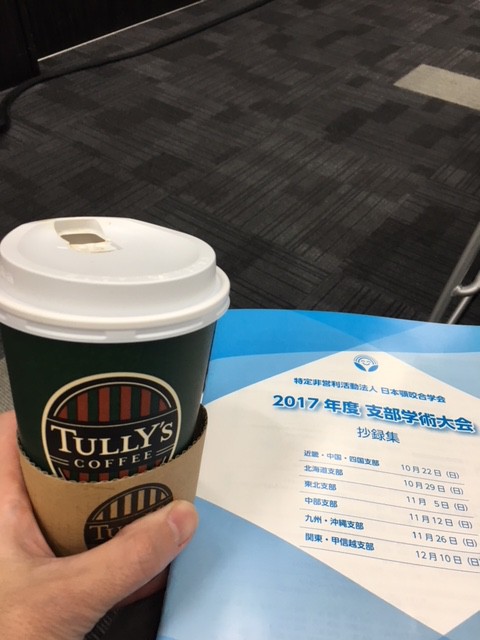 TULLY'S
COFFEE
特定非営利活動法人 日本顎咬合学会
2017 年度 支部学術大会
抄録集
近畿・中国・四国支部 10月22日（日）
北海道支部 10月29日（日）
東北支部 11月 5日（日）
中部支部 11月12日（日）
九州・沖縄支部 11月26日（日）
関東・甲信越支部 12月10日（日）